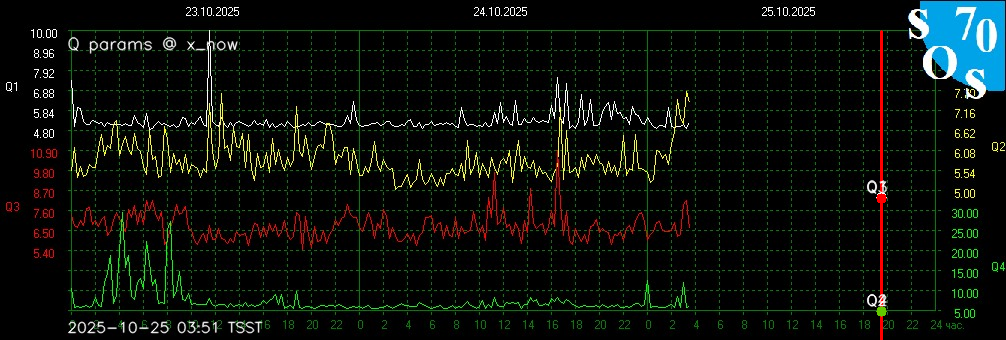 23.10.2025 24.10.2025 25.10.2025
S 70
O
S
Q params @ x_now
Q1
10.00
8.96
7.92
6.88
5.84
4.80
Q3
10.90
9.80
8.70
7.60
6.50
5.40
7.16
6.62
6.08
5.54
5.00
Q2
30.00
25.00
20.00
15.00
10.00
5.00
Q4
2025-10-25 03:51 TSST
16 18 20 22 0 2 4 6 8 10 12 14 16 18 20 22 0 2 4 6 8 10 12 14 16 18 20 22 24 час.